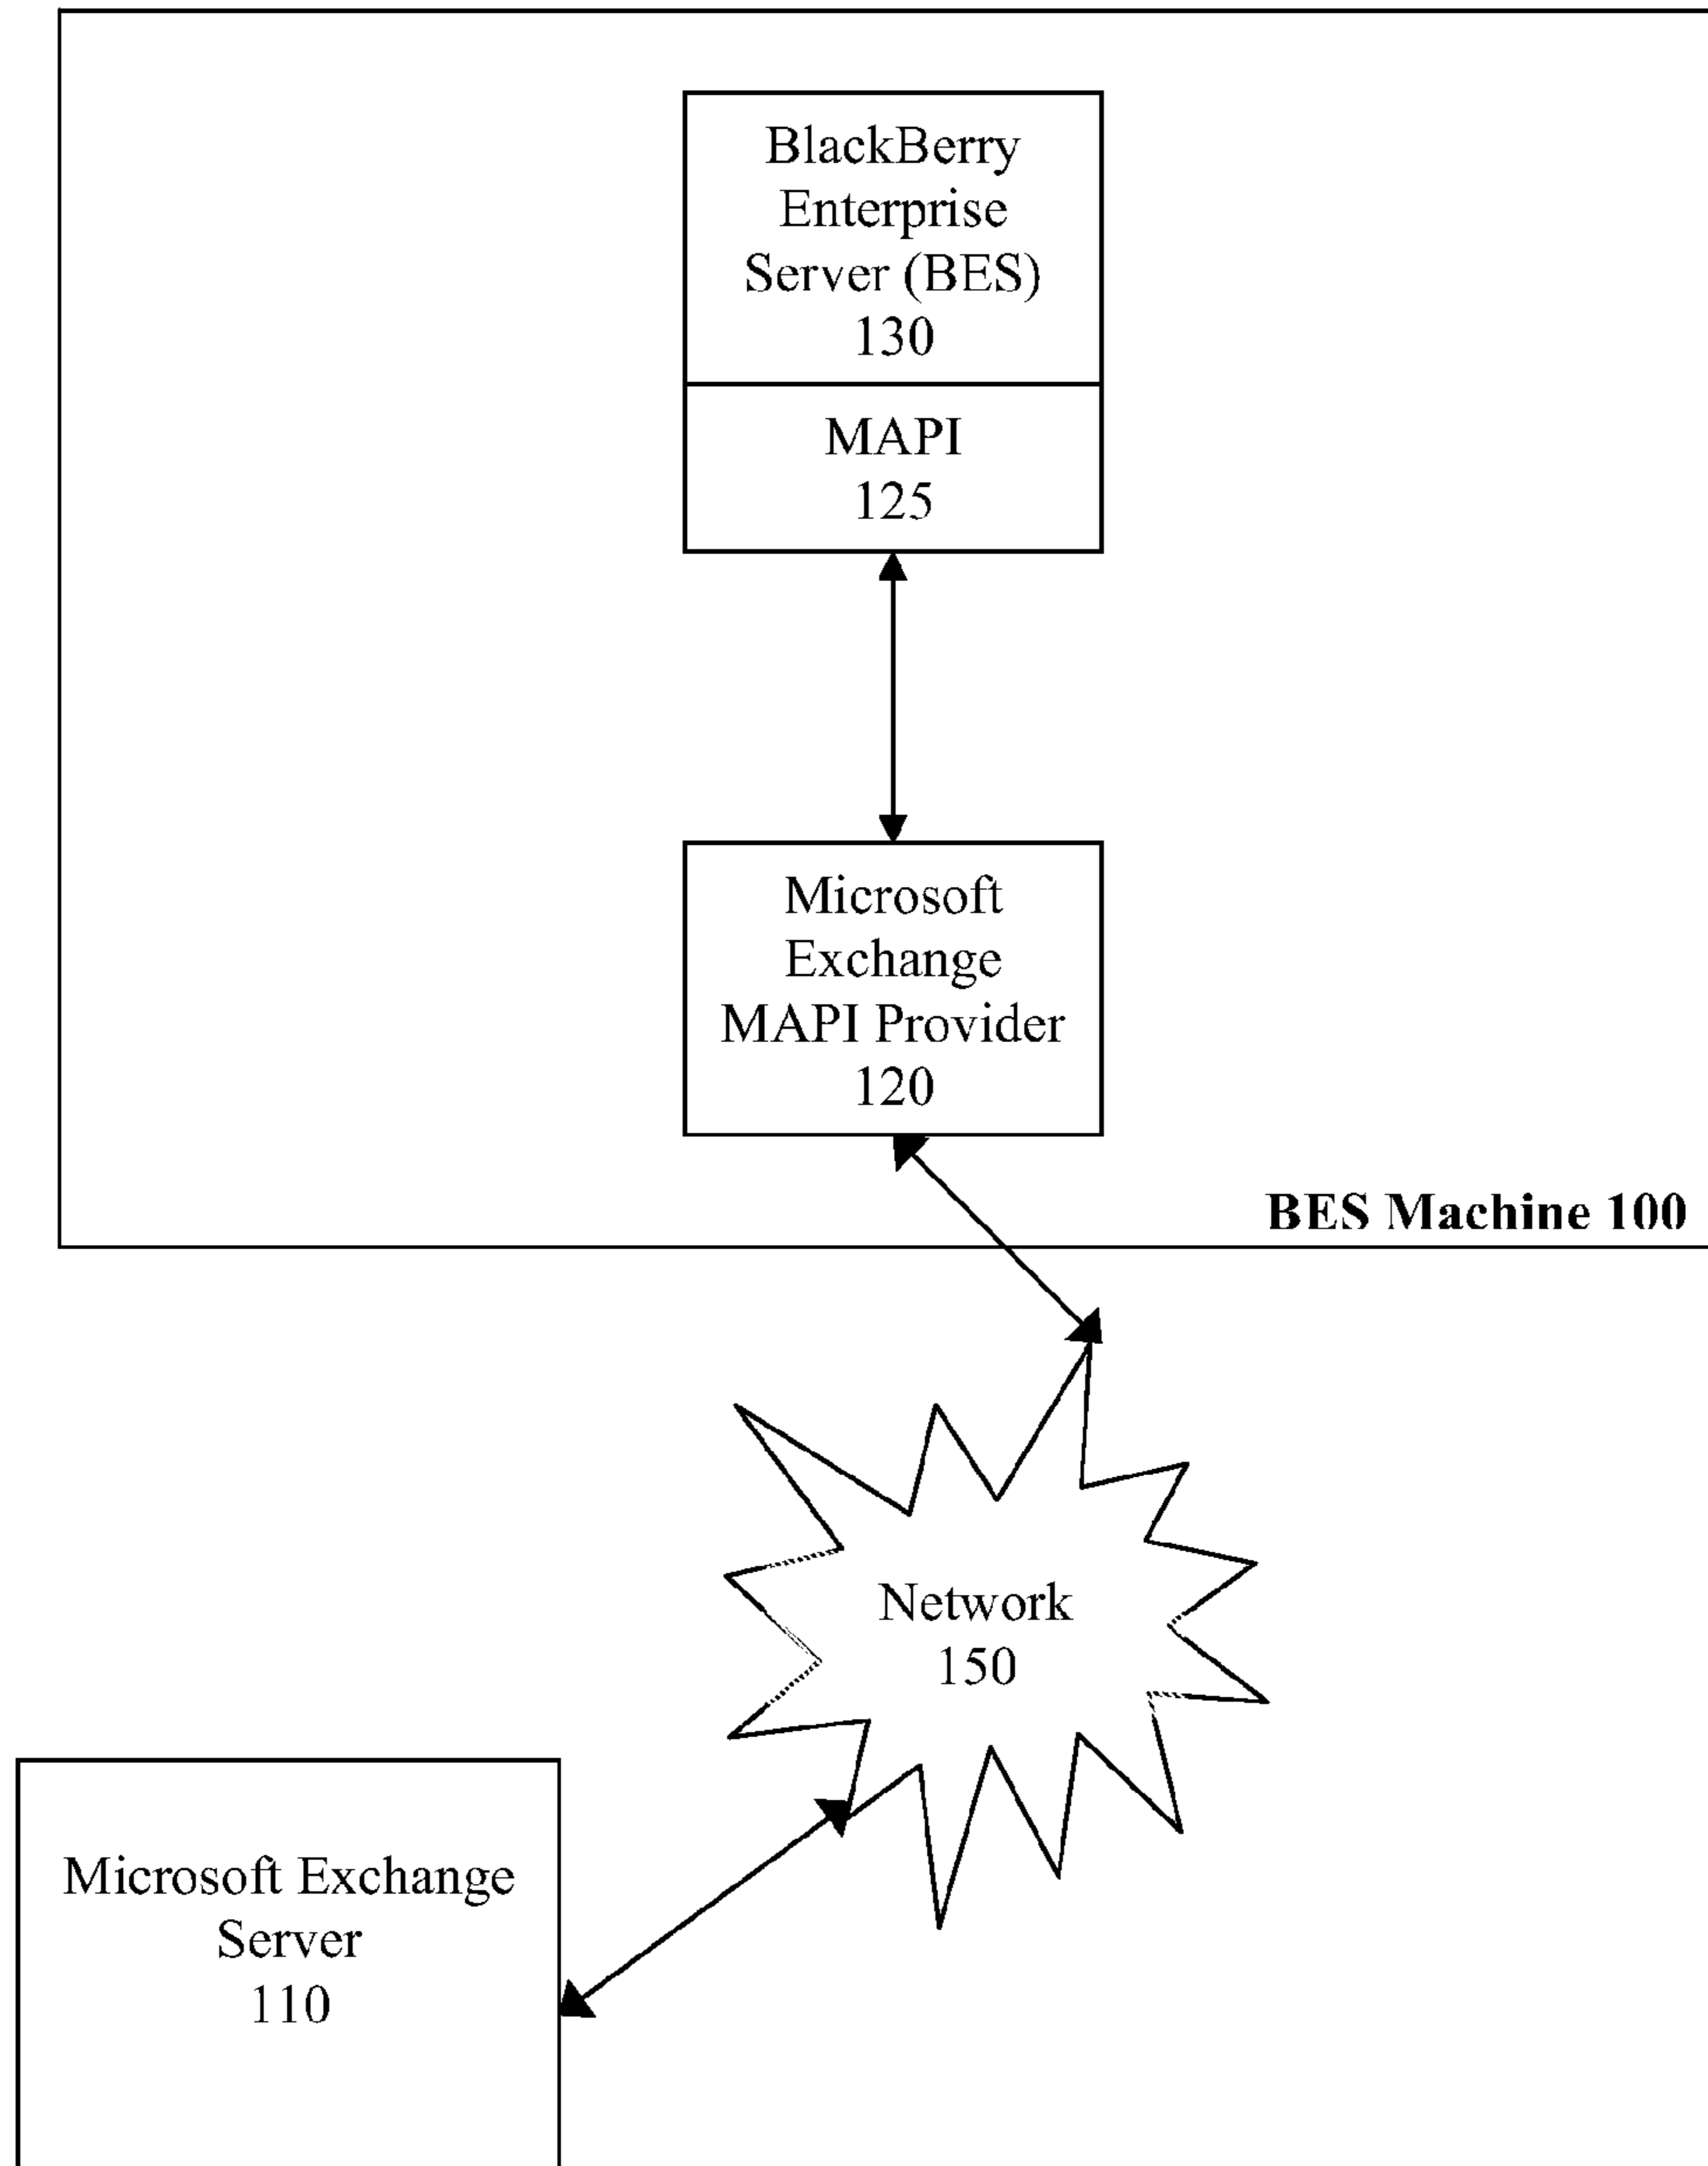 BlackBerry
Enterprise
Server (BES)
130
MAPI
125
Microsoft
Exchange
MAPI Provider
120
BES Machine 100
Network
150
Microsoft Exchange
Server
110